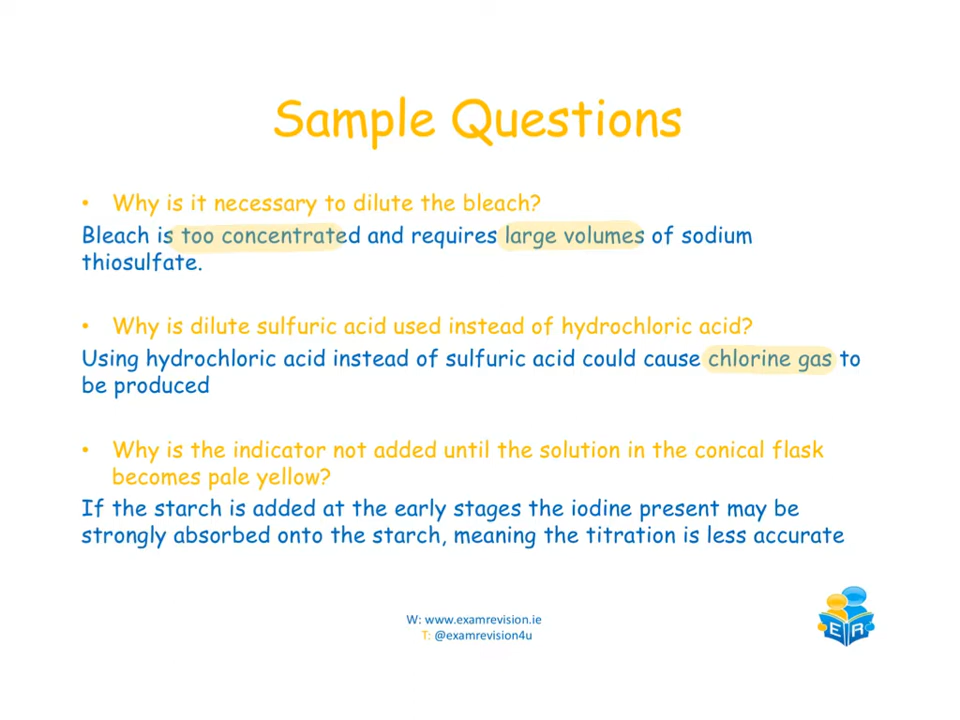 Sample Questions
• Why is it necessary to dilute the bleach?
Bleach is too concentrated and requires large volumes of sodium
thiosulfate.
• Why is dilute sulfuric acid used instead of hydrochloric acid?
Using hydrochloric acid instead of sulfuric acid could cause chlorine gas to
be produced
• Why is the indicator not added until the solution in the conical flask
becomes pale yellow?
If the starch is added at the early stages the iodine present may be
strongly absorbed onto the starch, meaning the titration is less accurate
W: www.examrevision.ie
T: @examrevision4u
E R